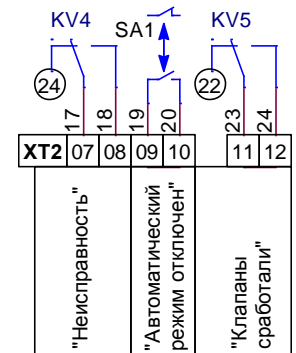 KV4
SA1
KV5
24
22
17
18
19
20
23
24
XT2
07
08
09
10
11
12
"Неисправность"
"Автоматический
режим отключен"
"Клапаны
сработали"